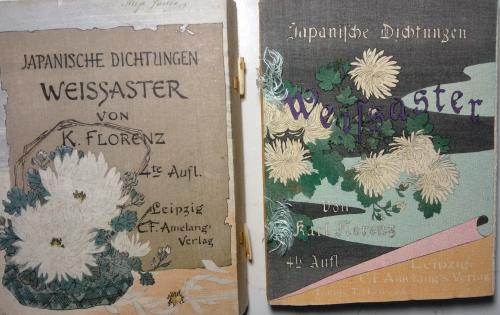 JAPANISCHE DICHTUNGEN
WEISSASTER
VON
K. FLORENZ
4te Aufl.
Leipzig
C.F. Amelangs
Verlag
Japanische Dichtungen
Weissaster
von
Karl Florenz
4te Aufl.
Leipzig:
C.F. Amelang's Verlag